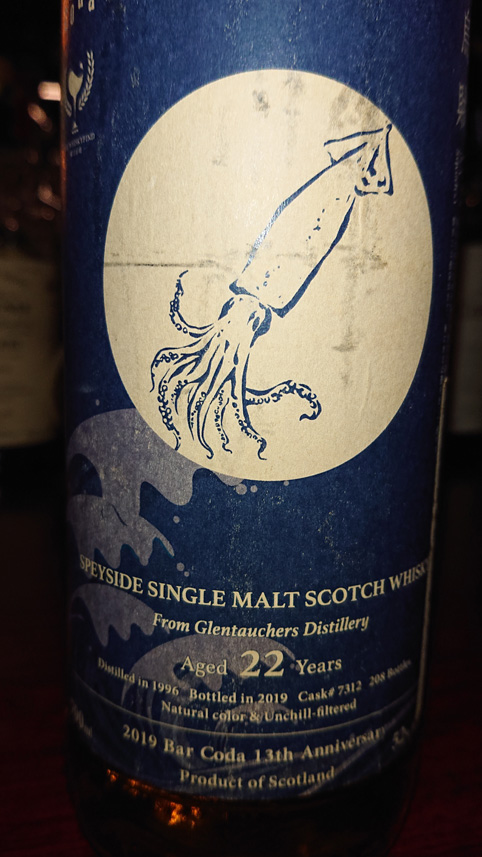 SPEYSIDE SINGLE MALT SCOTCH WHISKY
From Glentauchers Distillery
Aged 22 Years
Distilled in 1996 Bottled in 2019 Cask# 7312 208 Bottles
Natural color & Unchill-filtered
2019 Bar Coda 13th Anniversary
Product of Scotland